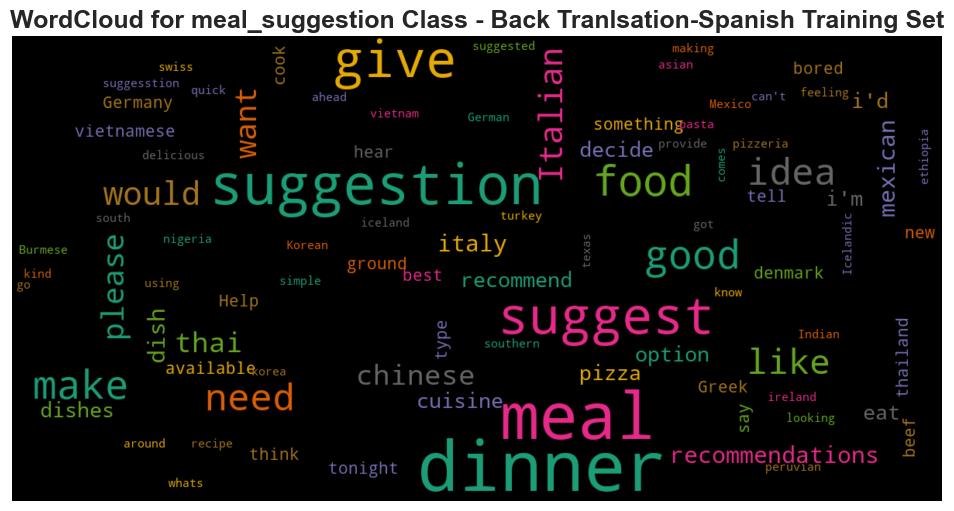 WordCloud for meal_suggestion Class - Back Tranlsation-Spanish Training Set
suggested
making
give
swiss
cook
Italian
asian
bored
suggesstion
quick
want
ahead
can't
feeling
Germany
i'd
Mexico
vietnam
German
something
pasta
vietnamese
mexican
ethiopia
delicious
hear
decide
provide
comes
pizzeria
idea
would
suggestion
food
tell
i'm
south
iceland
turkey
got
Icelandic
new
Burmese
please
nigeria
Korean
italy
texas
good
kind
ground
best
recommend
denmark
go
using
simple
know
Help
suggest
dish
thai
type
southern
option
Indian
like
thailand
available
korea
chinese
pizza
make
need
cuisine
Greek
ireland
dishes
meal
say
looking
eat
beef
around
recipe
think
tonight
dinner
recommendations
peruvian
whats